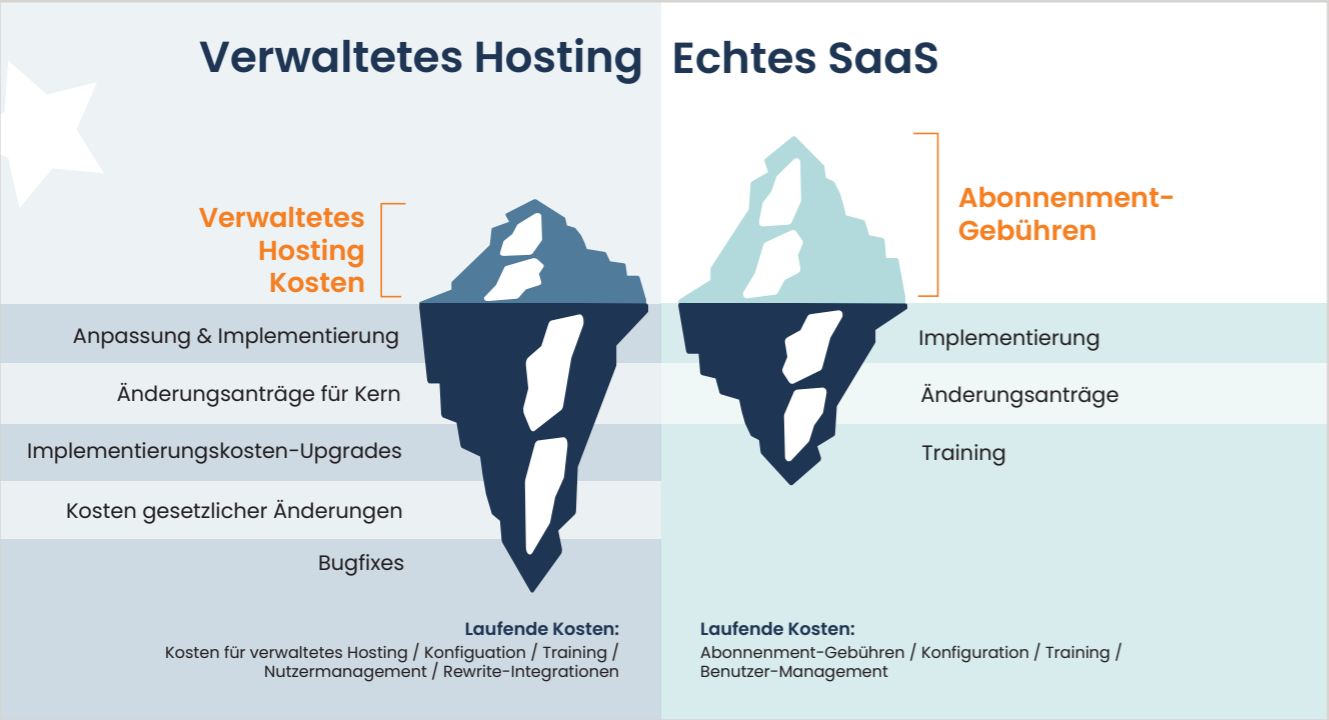 Verwaltetes Hosting
Verwaltetes
Hosting
Kosten
Anpassung & Implementierung
Änderungsanträge für Kern
Implementierungskosten-Upgrades
Kosten gesetzlicher Änderungen
Bugfixes
Laufende Kosten:
Kosten für verwaltetes Hosting / Konfiguation / Training /
Nutzermanagement / Rewrite-Integrationen
Echtes SaaS
Abonnenment-
Gebühren
Implementierung
Änderungsanträge
Training
Laufende Kosten:
Abonnenment-Gebühren / Konfiguration / Training /
Benutzer-Management